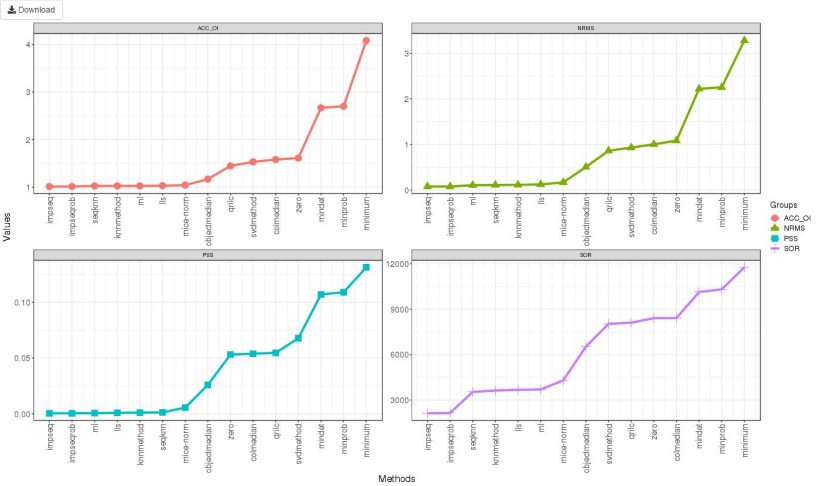 Download
ACC_OI
4
3
2
1
impseq
impseqrob
seqknn
knnmethod
ml
lls
mice-norm
objectmedian
qrilc
svdmethod
colmedian
zero
mindet
minprob
minimum
NRMS
3
2
1
0
impseq
impseqrob
ml
seqknn
knnmethod
lls
mice-norm
objectmedian
qrilc
svdmethod
colmedian
zero
mindet
minprob
minimum
Values
PSS
0.10
0.05
0.00
impseq
impseqrob
ml
lls
knnmethod
seqknn
mice-norm
objectmedian
zero
colmedian
qrilc
svdmethod
mindet
minprob
minimum
SOR
12000
9000
6000
3000
impseq
impseqrob
seqknn
knnmethod
lls
ml
mice-norm
objectmedian
svdmethod
qrilc
zero
colmedian
mindet
minprob
minimum
Methods
Groups
ACC_OI
NRMS
PSS
SOR